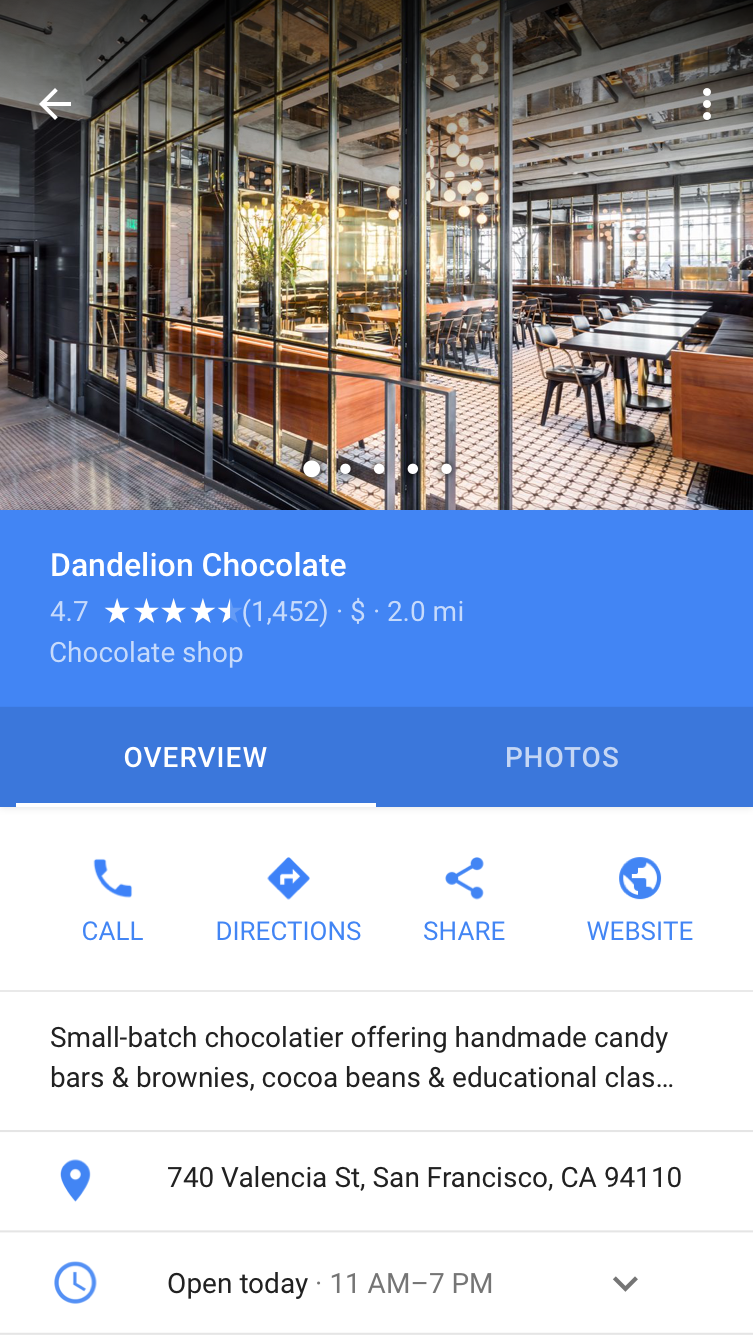 Dandelion Chocolate
4.7 ★★★★★(1,452) · $ · 2.0 mi
Chocolate shop
OVERVIEW
PHOTOS
CALL
DIRECTIONS
SHARE
WEBSITE
Small-batch chocolatier offering handmade candy
bars & brownies, cocoa beans & educational clas…
740 Valencia St, San Francisco, CA 94110
Open today · 11 AM–7 PM